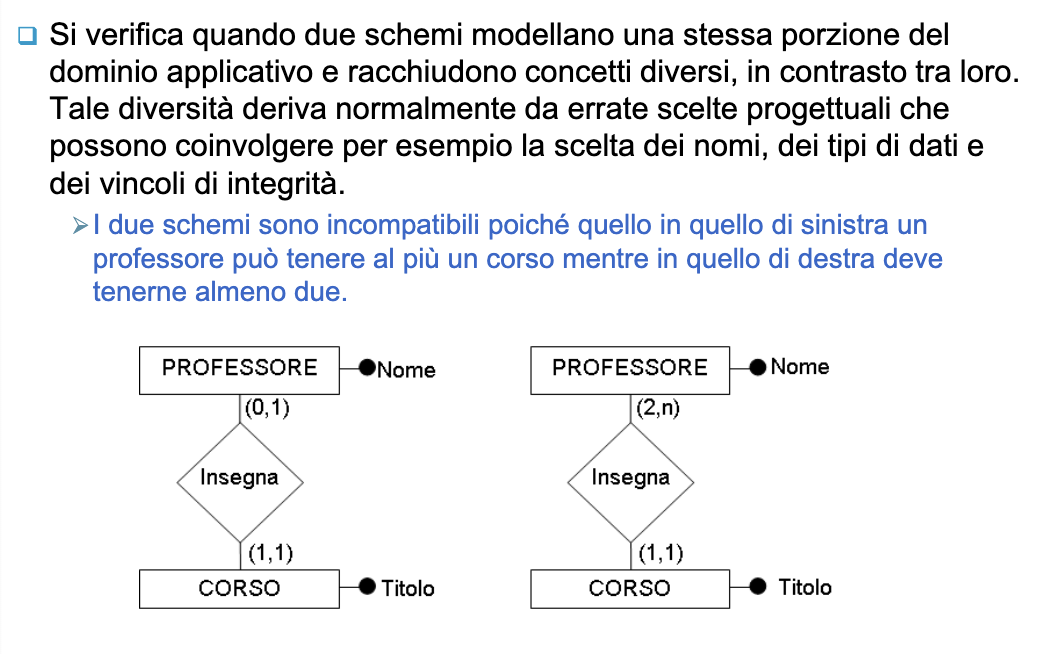 Si verifica quando due schemi modellano una stessa porzione del
dominio applicativo e racchiudono concetti diversi, in contrasto tra loro.
Tale diversità deriva normalmente da errate scelte progettuali che
possono coinvolgere per esempio la scelta dei nomi, dei tipi di dati e
dei vincoli di integrità.
I due schemi sono incompatibili poiché quello in quello di sinistra un
professore può tenere al più un corso mentre in quello di destra deve
tenerne almeno due.
PROFESSORE Nome
(0,1)
Insegna
(1,1)
CORSO Titolo
PROFESSORE Nome
(2,n)
Insegna
(1,1)
CORSO Titolo